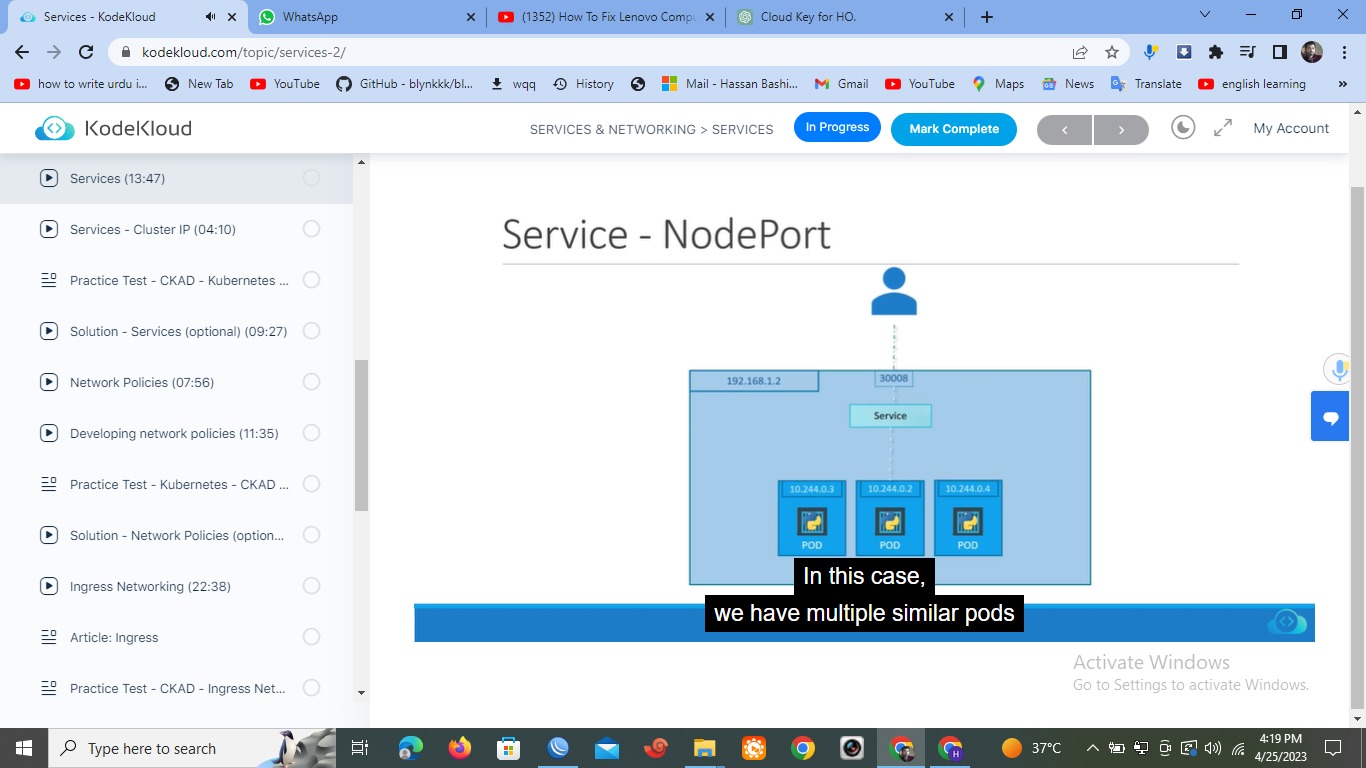 Services - KodeKloud
WhatsApp
(1352) How To Fix Lenovo Compu
Cloud Key for HO.
kodekloud.com/topic/services-2/
how to write urdu i...
New Tab
YouTube
GitHub - blynkkk/bl...
wqq
History
Mail - Hassan Bashi...
Gmail
YouTube
Maps
News
Translate
english learning
KodeKloud
SERVICES & NETWORKING > SERVICES
In Progress
Mark Complete
My Account
Services (13:47)
Services - Cluster IP (04:10)
Practice Test - CKAD - Kubernetes ...
Solution - Services (optional) (09:27)
Network Policies (07:56)
Developing network policies (11:35)
Practice Test - Kubernetes - CKAD ...
Solution - Network Policies (option...
Ingress Networking (22:38)
Article: Ingress
Practice Test - CKAD - Ingress Net...
Service - NodePort
192.168.1.2
30008
Service
10.244.0.3
10.244.0.2
10.244.0.4
POD
POD
POD
In this case,
we have multiple similar pods
Activate Windows
Go to Settings to activate Windows.
Type here to search
37°C
4:19 PM
4/25/2023